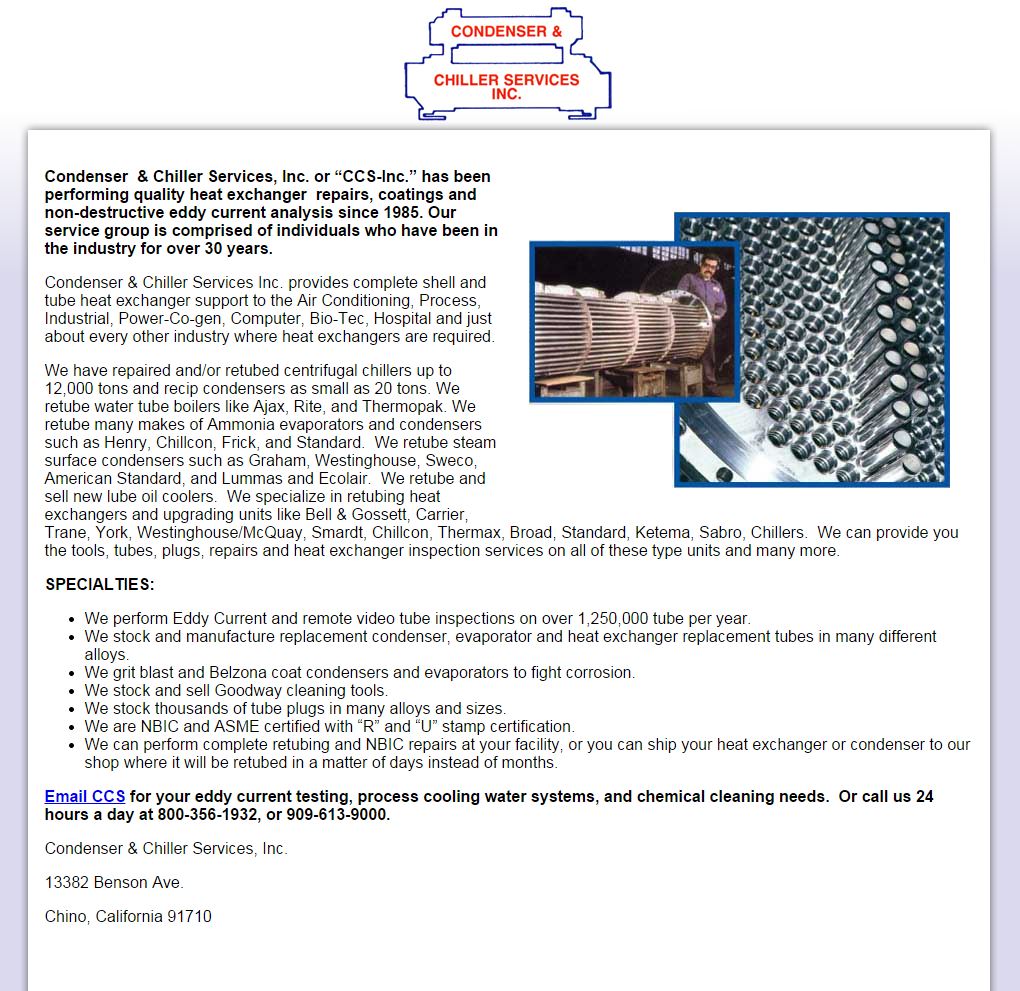 CONDENSER &
CHILLER SERVICES
INC.
Condenser  & Chiller Services, Inc. or “CCS-Inc.” has been
performing quality heat exchanger  repairs, coatings and
non-destructive eddy current analysis since 1985. Our
service group is comprised of individuals who have been in
the industry for over 30 years.
Condenser & Chiller Services Inc. provides complete shell and
tube heat exchanger support to the Air Conditioning, Process,
Industrial, Power-Co-gen, Computer, Bio-Tec, Hospital and just
about every other industry where heat exchangers are required.
We have repaired and/or retubed centrifugal chillers up to
12,000 tons and recip condensers as small as 20 tons. We
retube water tube boilers like Ajax, Rite, and Thermopak. We
retube many makes of Ammonia evaporators and condensers
such as Henry, Chillcon, Frick, and Standard.  We retube steam
surface condensers such as Graham, Westinghouse, Sweco,
American Standard, and Lummas and Ecolair.  We retube and
sell new lube oil coolers.  We specialize in retubing heat
exchangers and upgrading units like Bell & Gossett, Carrier,
Trane, York, Westinghouse/McQuay, Smardt, Chillcon, Thermax, Broad, Standard, Ketema, Sabro, Chillers.  We can provide you
the tools, tubes, plugs, repairs and heat exchanger inspection services on all of these type units and many more.
SPECIALTIES:
• We perform Eddy Current and remote video tube inspections on over 1,250,000 tube per year.
• We stock and manufacture replacement condenser, evaporator and heat exchanger replacement tubes in many different
alloys.
• We grit blast and Belzona coat condensers and evaporators to fight corrosion.
• We stock and sell Goodway cleaning tools.
• We stock thousands of tube plugs in many alloys and sizes.
• We are NBIC and ASME certified with “R” and “U” stamp certification.
• We can perform complete retubing and NBIC repairs at your facility, or you can ship your heat exchanger or condenser to our
shop where it will be retubed in a matter of days instead of months.
Email CCS for your eddy current testing, process cooling water systems, and chemical cleaning needs.  Or call us 24
hours a day at 800-356-1932, or 909-613-9000.
Condenser & Chiller Services, Inc.
13382 Benson Ave.
Chino, California 91710